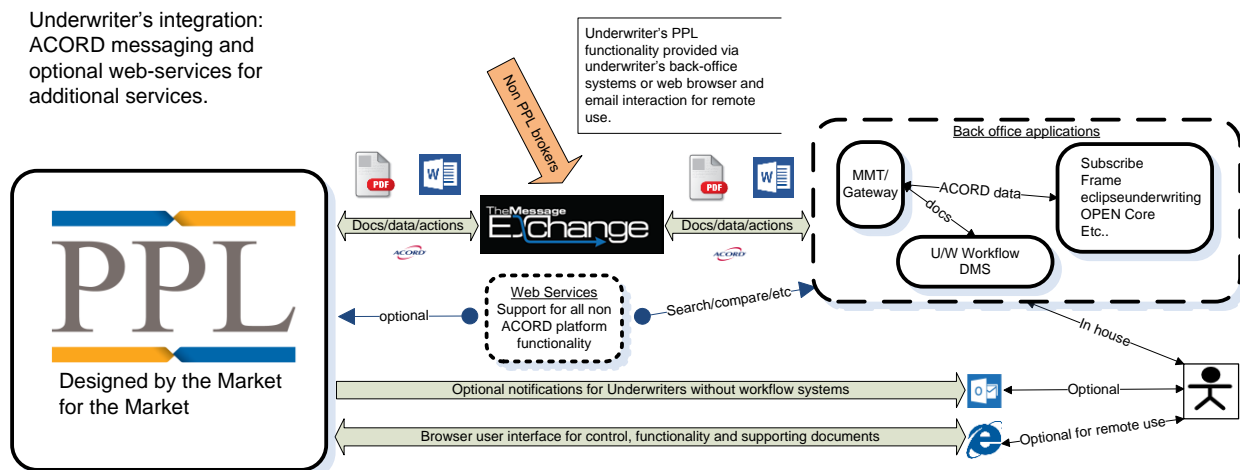 Underwriter's integration:
ACORD messaging and
optional web-services for
additional services.
Underwriter's PPL
functionality provided via
underwriter's back-office
systems or web browser and
email interaction for remote
use.
Non PPL brokers
Back office applications
MMT/
Gateway
ACORD data
docs
Subscribe
Frame
eclipseunderwriting
OPEN Core
Etc..
U/W Workflow
DMS
PDF
W
PDF
W
Docs/data/actions
TheMessage
Exchange
Docs/data/actions
ACORD
ACORD
PPL
Designed by the Market
for the Market
optional
Web Services
Support for all non
ACORD platform
functionality
Search/compare/etc
In house
Optional notifications for Underwriters without workflow systems
Optional
Browser user interface for control, functionality and supporting documents
Optional for remote use